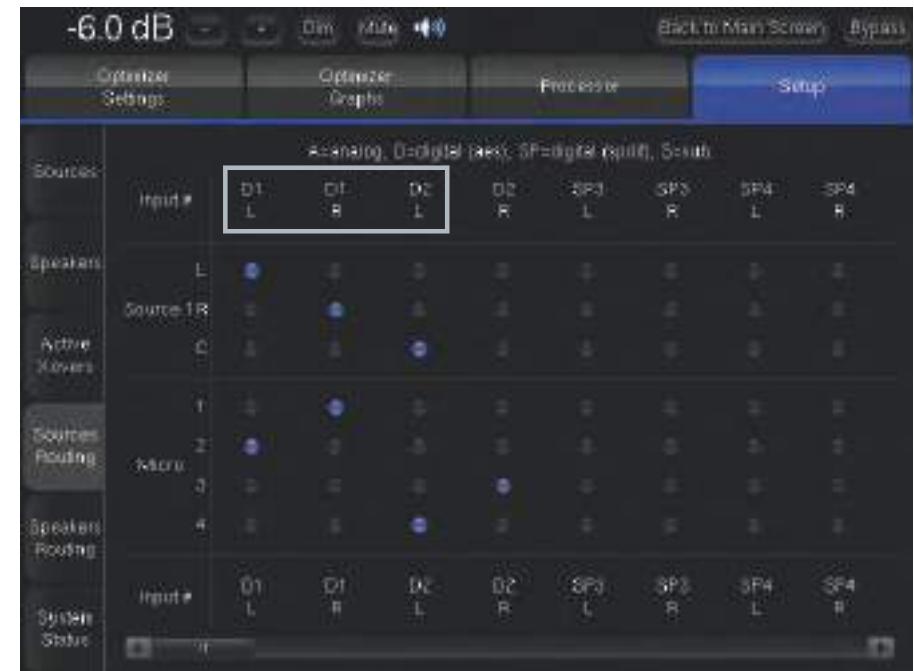 -6.0 dB - + Dim Mute Back to Main Screen Bypass
Optimizer Settings Optimizer Graphs Processor Setup
A=analog, D=digital (aes), SP=digital (spdif), S=sub
Sources
Input # D1 L D1 R D2 L D2 R SP3 L SP3 R SP4 L SP4 R
Speakers
L
Source 1 R
C
Active Xovers
1
2
Micro
3
4
Sources Routing
Speakers Routing
Input # D1 L D1 R D2 L D2 R SP3 L SP3 R SP4 L SP4 R
System Status